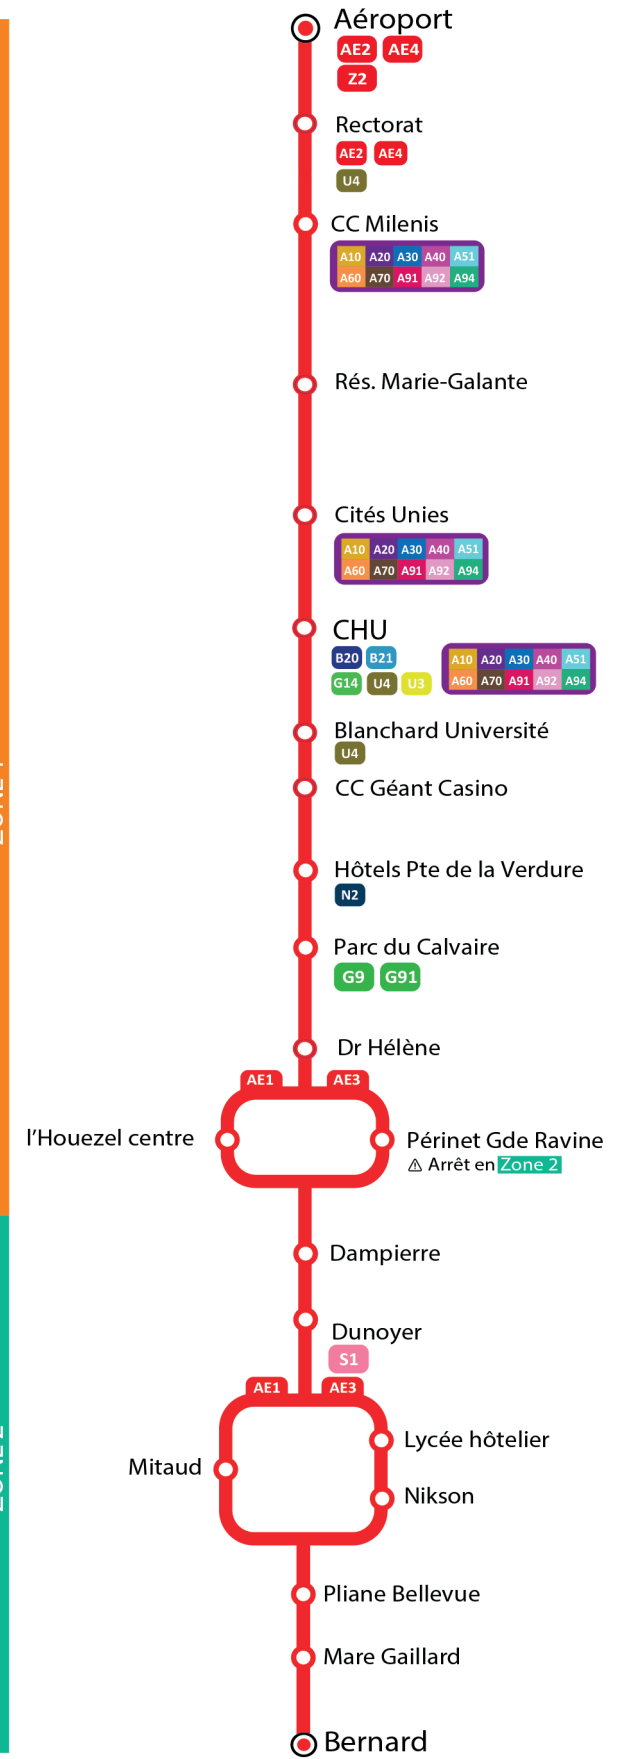 Aéroport
AE2 AE4
Z2
Rectorat
AE2 AE4
U4
CC Milenis
A10 A20 A30 A40 A51
A60 A70 A91 A92 A94
Rés. Marie-Galante
Cités Unies
A10 A20 A30 A40 A51
A60 A70 A91 A92 A94
CHU
B20 B21
G14 U4 U3
A10 A20 A30 A40 A51
A60 A70 A91 A92 A94
Blanchard Université
U4
CC Géant Casino
Hôtels Pte de la Verdure
N2
Parc du Calvaire
G9 G91
Dr Hélène
AE1 AE3
l'Houezel centre
Périnet Gde Ravine
⚠ Arrêt en Zone 2
Dampierre
Dunoyer
S1
AE1 AE3
Lycée hôtelier
Mitaud
Nikson
Pliane Bellevue
Mare Gaillard
Bernard